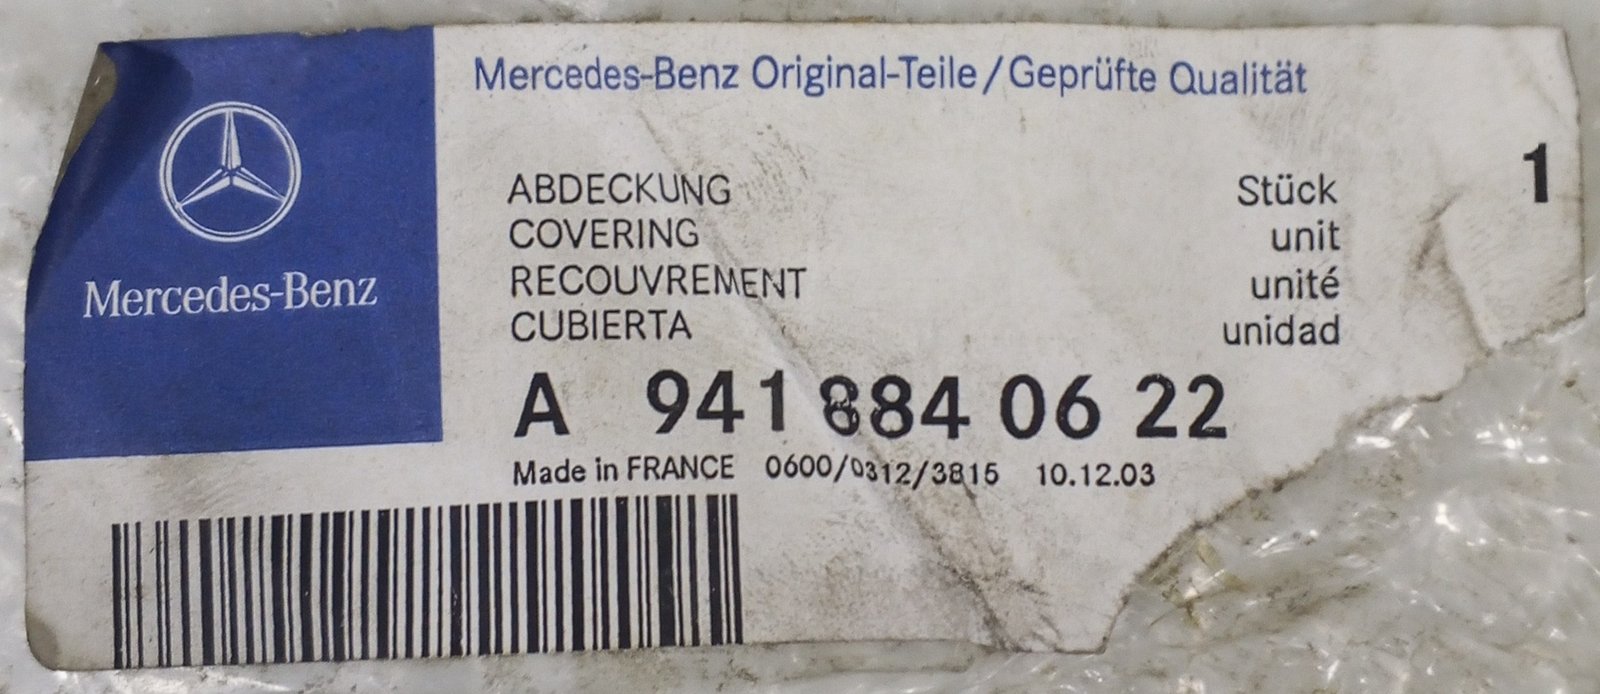 Mercedes-Benz
Mercedes-Benz Original-Teile/Geprüfte Qualität
ABDECKUNG Stück 1
COVERING unit
RECOUVREMENT unité
CUBIERTA unidad
A 941 884 06 22
Made in FRANCE 0600/0312/3815 10.12.03